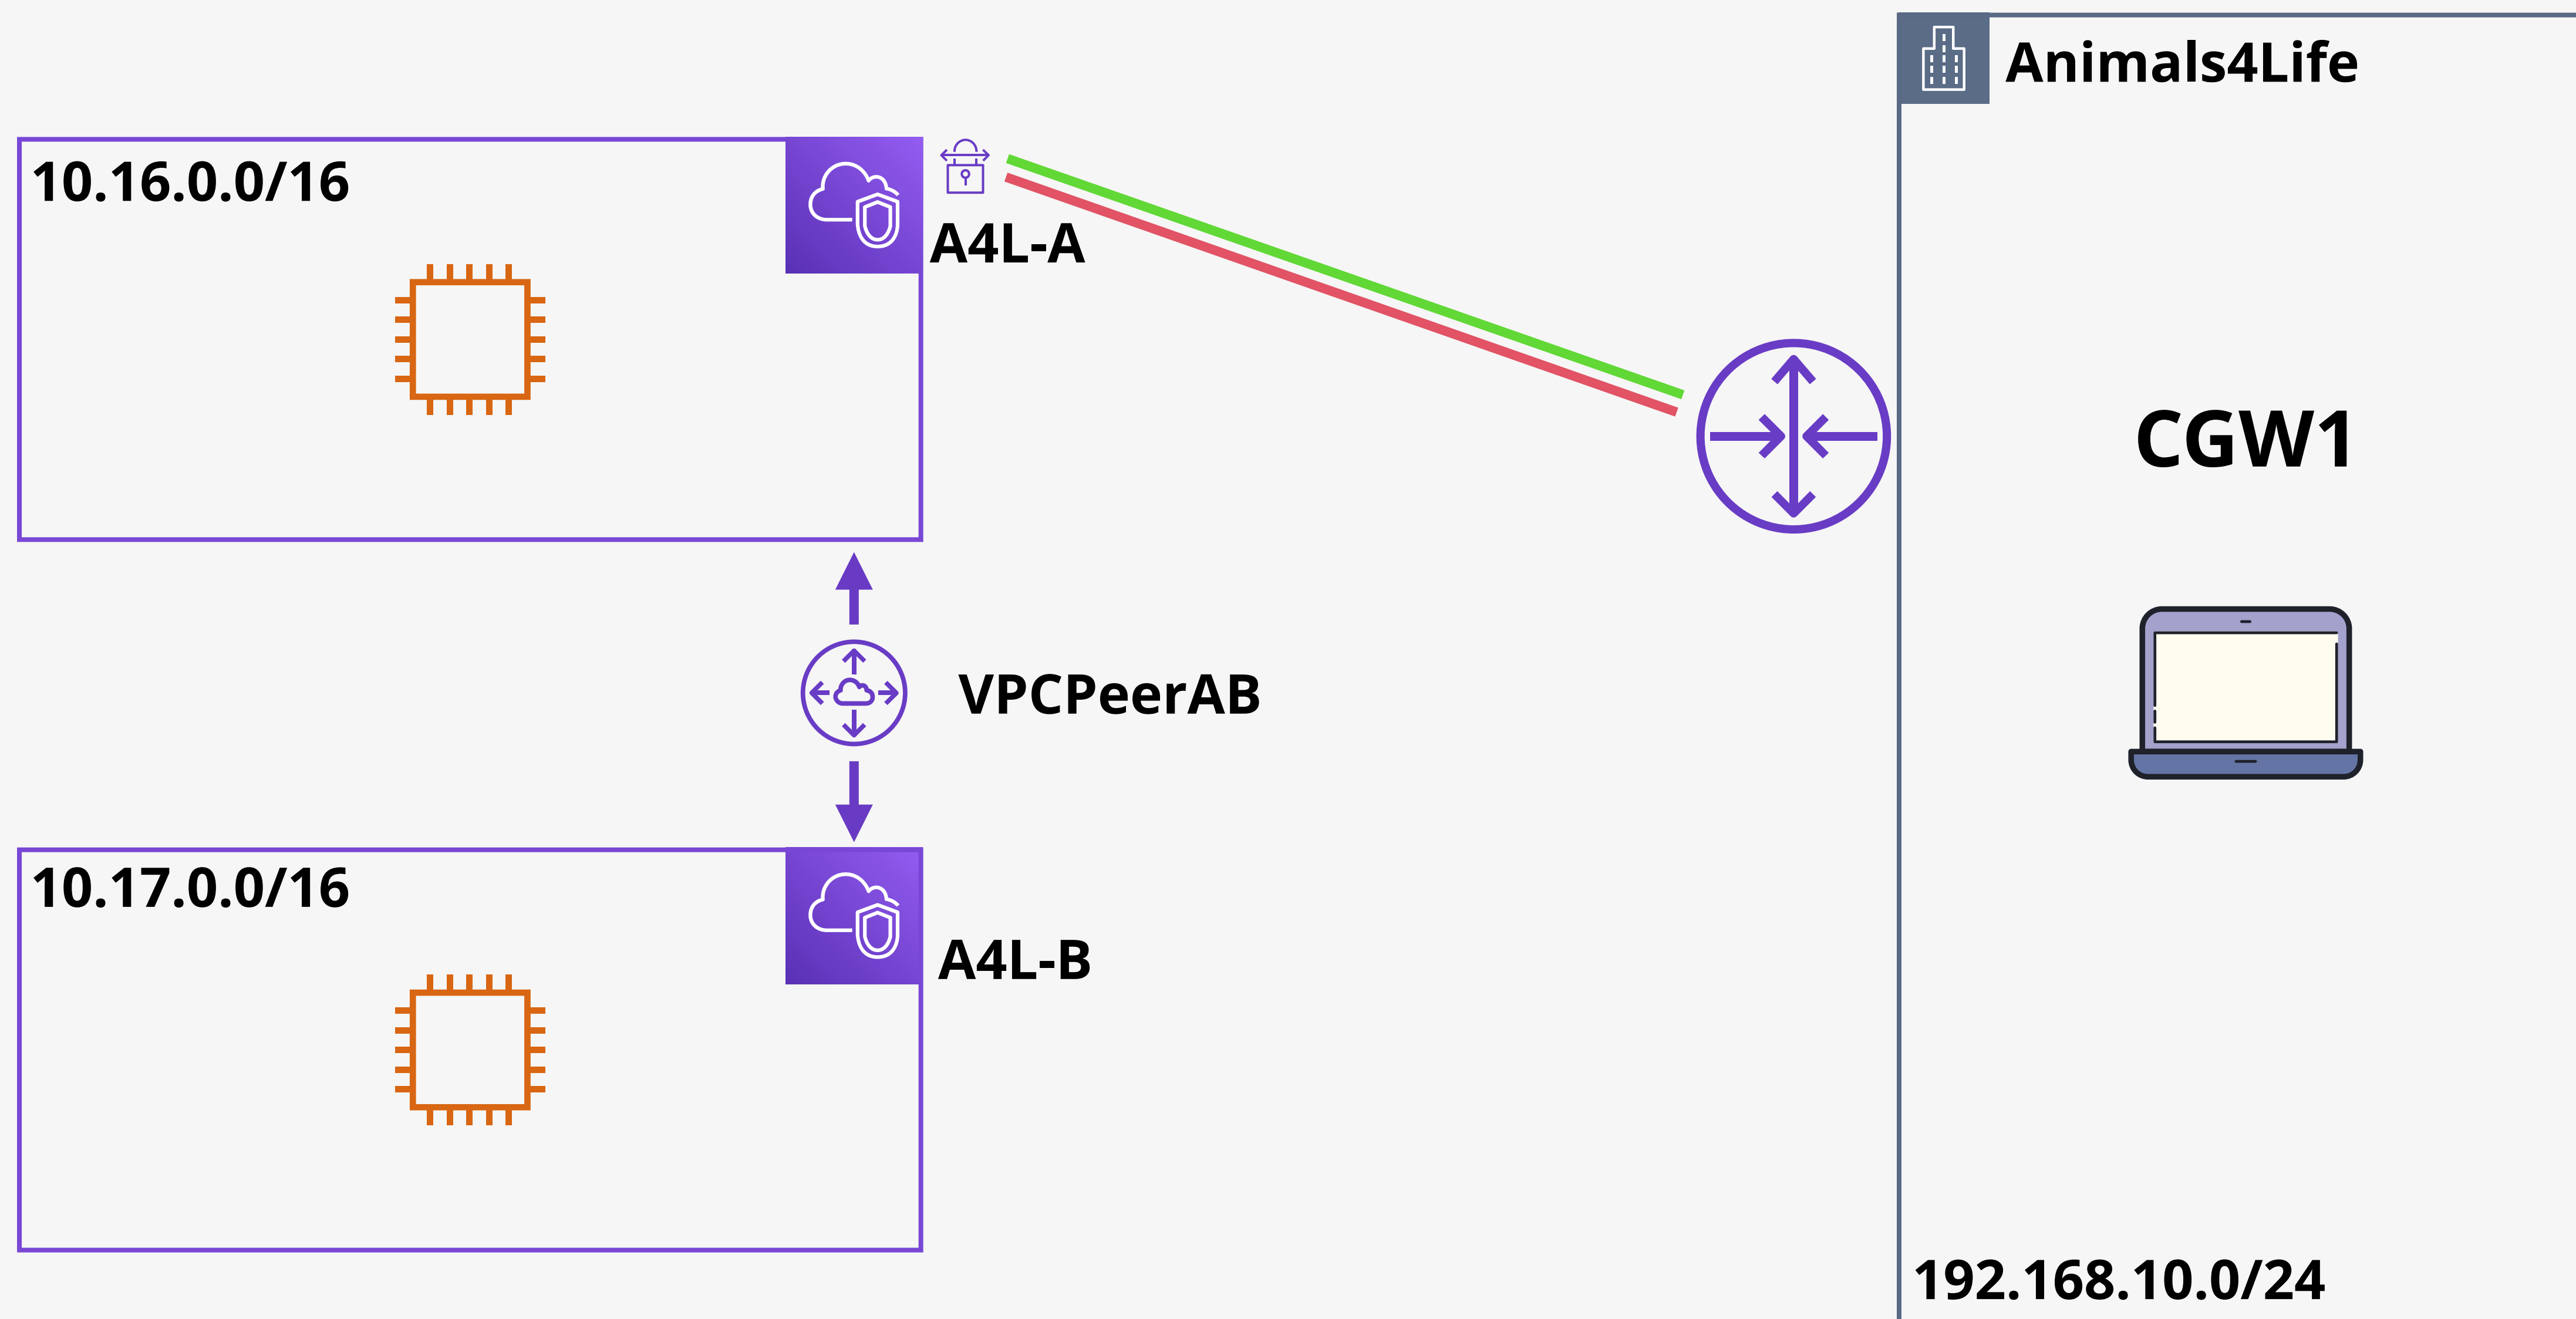 Animals4Life
10.16.0.0/16
A4L-A
CGW1
VPCPeerAB
10.17.0.0/16
A4L-B
192.168.10.0/24